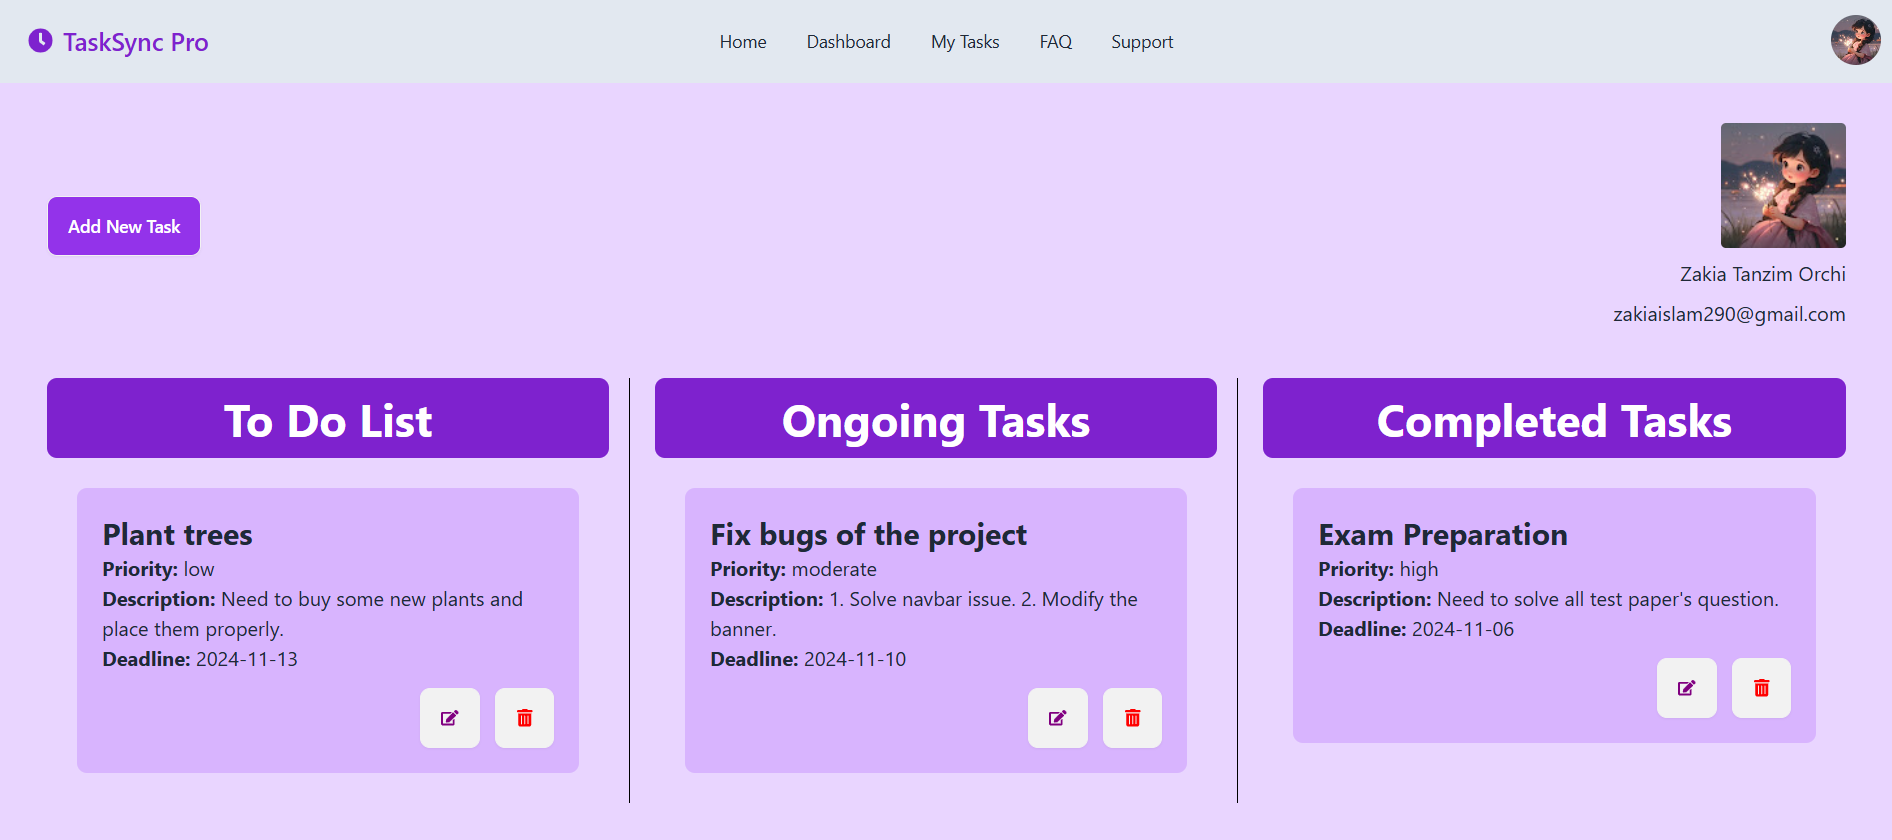 TaskSync Pro
Home
Dashboard
My Tasks
FAQ
Support
Add New Task
Zakia Tanzim Orchi
zakiaislam290@gmail.com
To Do List
Plant trees
Priority: low
Description: Need to buy some new plants and
place them properly.
Deadline: 2024-11-13
Ongoing Tasks
Fix bugs of the project
Priority: moderate
Description: 1. Solve navbar issue. 2. Modify the
banner.
Deadline: 2024-11-10
Completed Tasks
Exam Preparation
Priority: high
Description: Need to solve all test paper's question.
Deadline: 2024-11-06